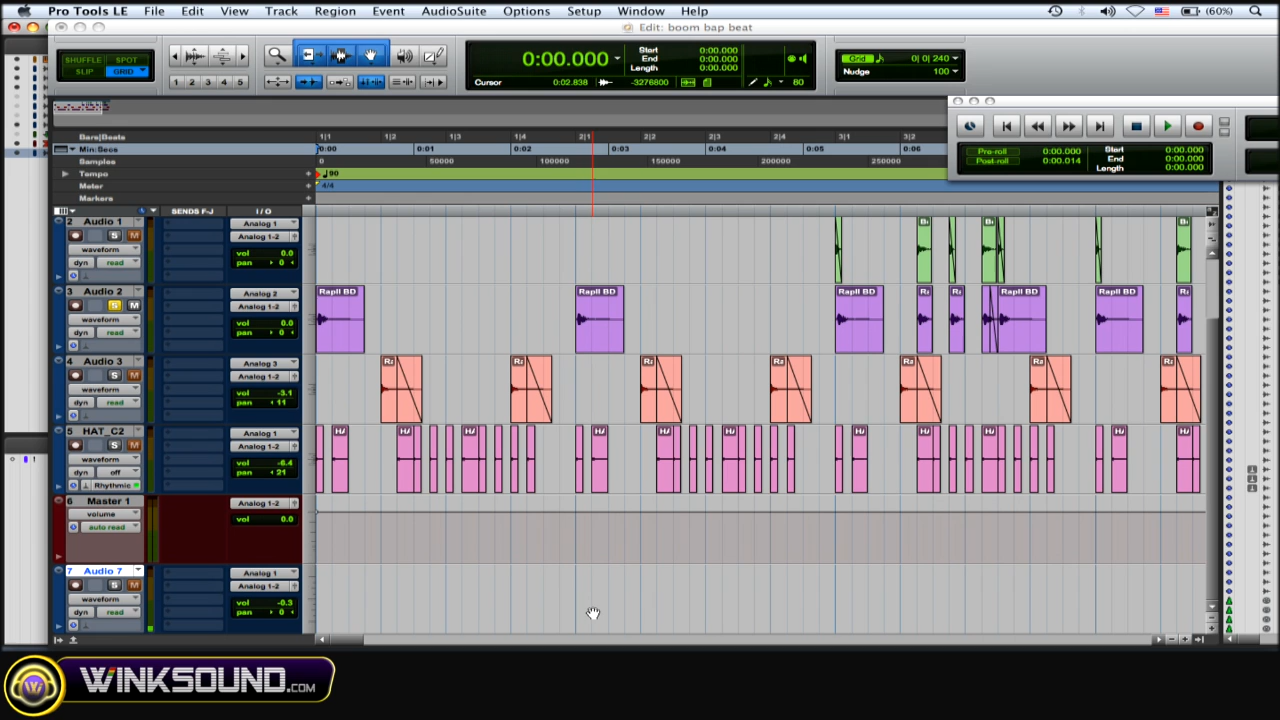 Pro Tools LE File Edit View Track Region Event AudioSuite Options Setup Window Help (60%)
Edit: boom bap beat
SHUFFLE SPOT
SLIP GRID
0:00.000
Start 0:00.000
End 0:00.000
Length 0:00.000
Cursor 0:02.838 -3276800 80
Grid 0| 0| 240
Nudge 100
1 2 3 4 5
Bars|Beats 1|1 1|2 1|3 1|4 2|1 2|2 2|3 2|4 3|1 3|2
Min:Secs 0:00 0:01 0:02 0:03 0:04 0:05 0:06
Samples 0 50000 100000 150000 200000 250000
Tempo 90
Meter 4/4
Markers
Pre-roll 0:00.000
Post-roll 0:00.014
Start 0:00.000
End 0:00.000
Length 0:00.000
SENDS F-J I / O
2 Audio 1 Analog 1
S M Analog 1-2
waveform vol 0.0
dyn read pan 0
3 Audio 2 Analog 2 RapII BD RapII BD RapII BD RapII BD RapII BD
S M Analog 1-2
waveform vol 0.0
dyn read pan 0
4 Audio 3 Analog 3
S M Analog 1-2
waveform vol -3.1
dyn read pan 11
5 HAT_C2 Analog 1
S M Analog 1-2
waveform vol -6.4
dyn off pan 21
Rhythmic
6 Master 1 Analog 1-2
volume vol 0.0
auto read
7 Audio 7 Analog 1
S M Analog 1-2
waveform vol -0.3
dyn read pan 0
1
WINKSOUND.COM